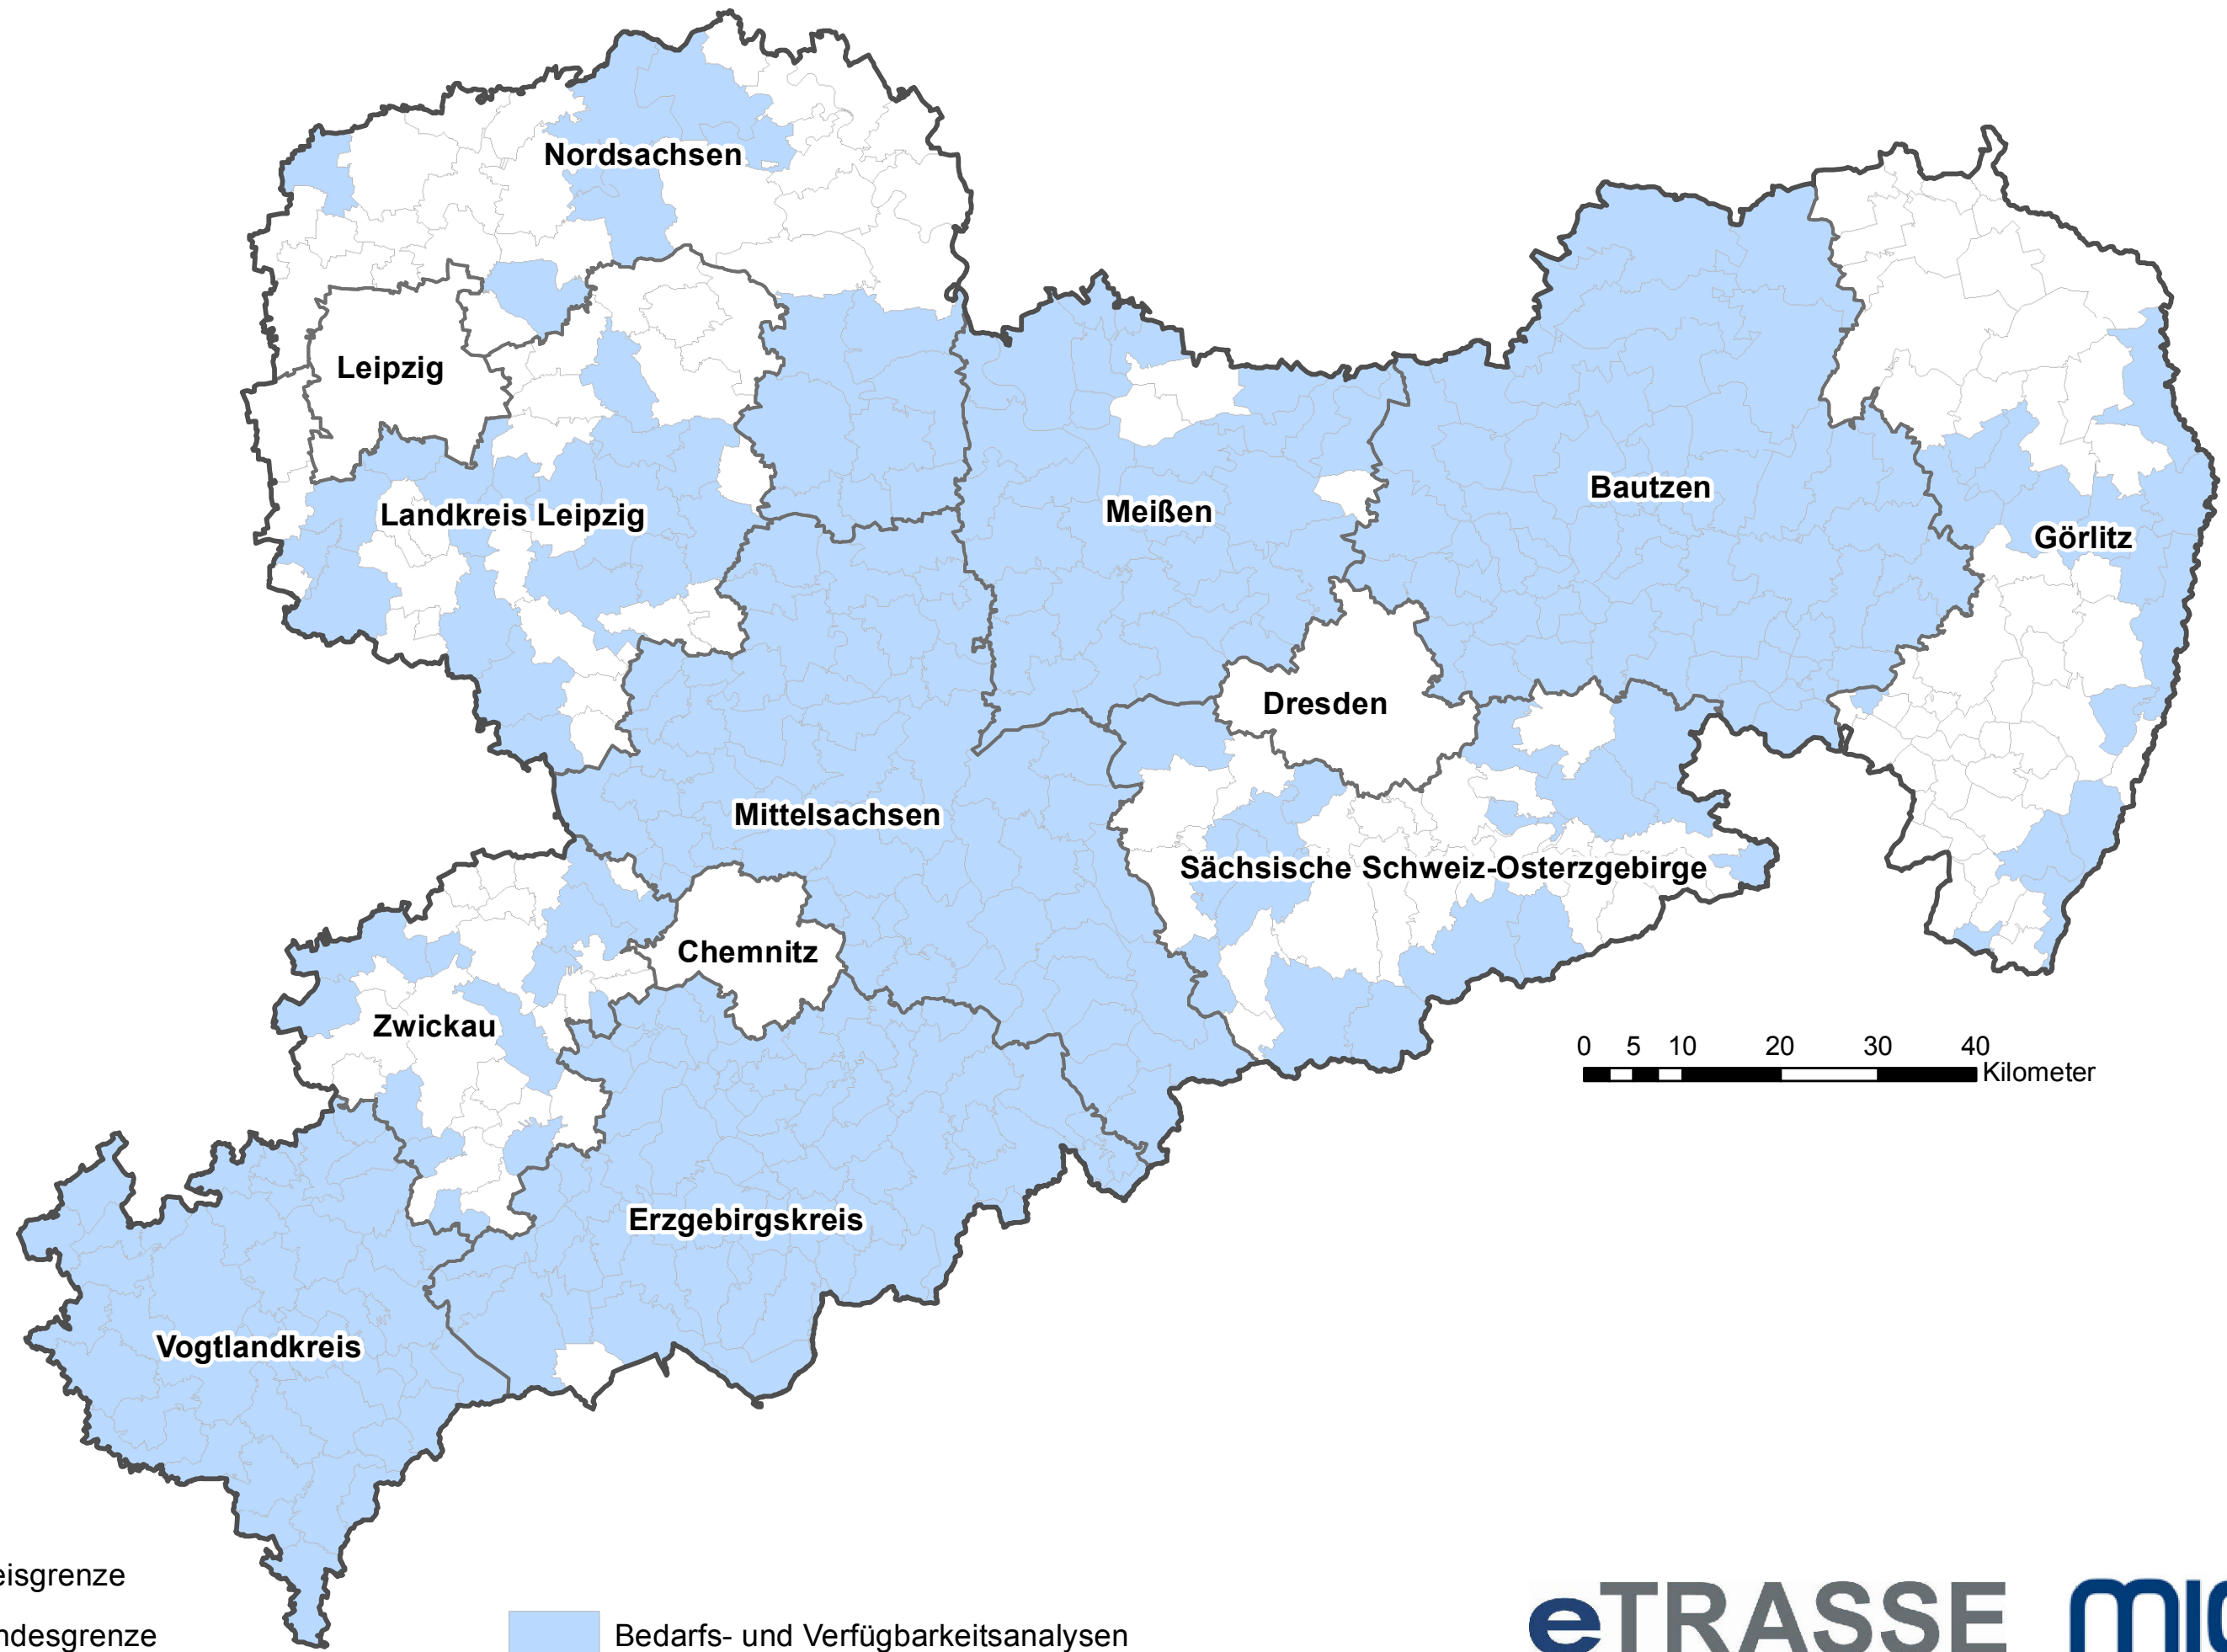 Nordsachsen
Leipzig
Landkreis Leipzig
Meißen
Bautzen
Görlitz
Dresden
Mittelsachsen
Sächsische Schweiz-Osterzgebirge
Chemnitz
Zwickau
0 5 10 20 30 40
Kilometer
Erzgebirgskreis
Vogtlandkreis
eisgrenze
ndesgrenze
Bedarfs- und Verfügbarkeitsanalysen
eTRASSE